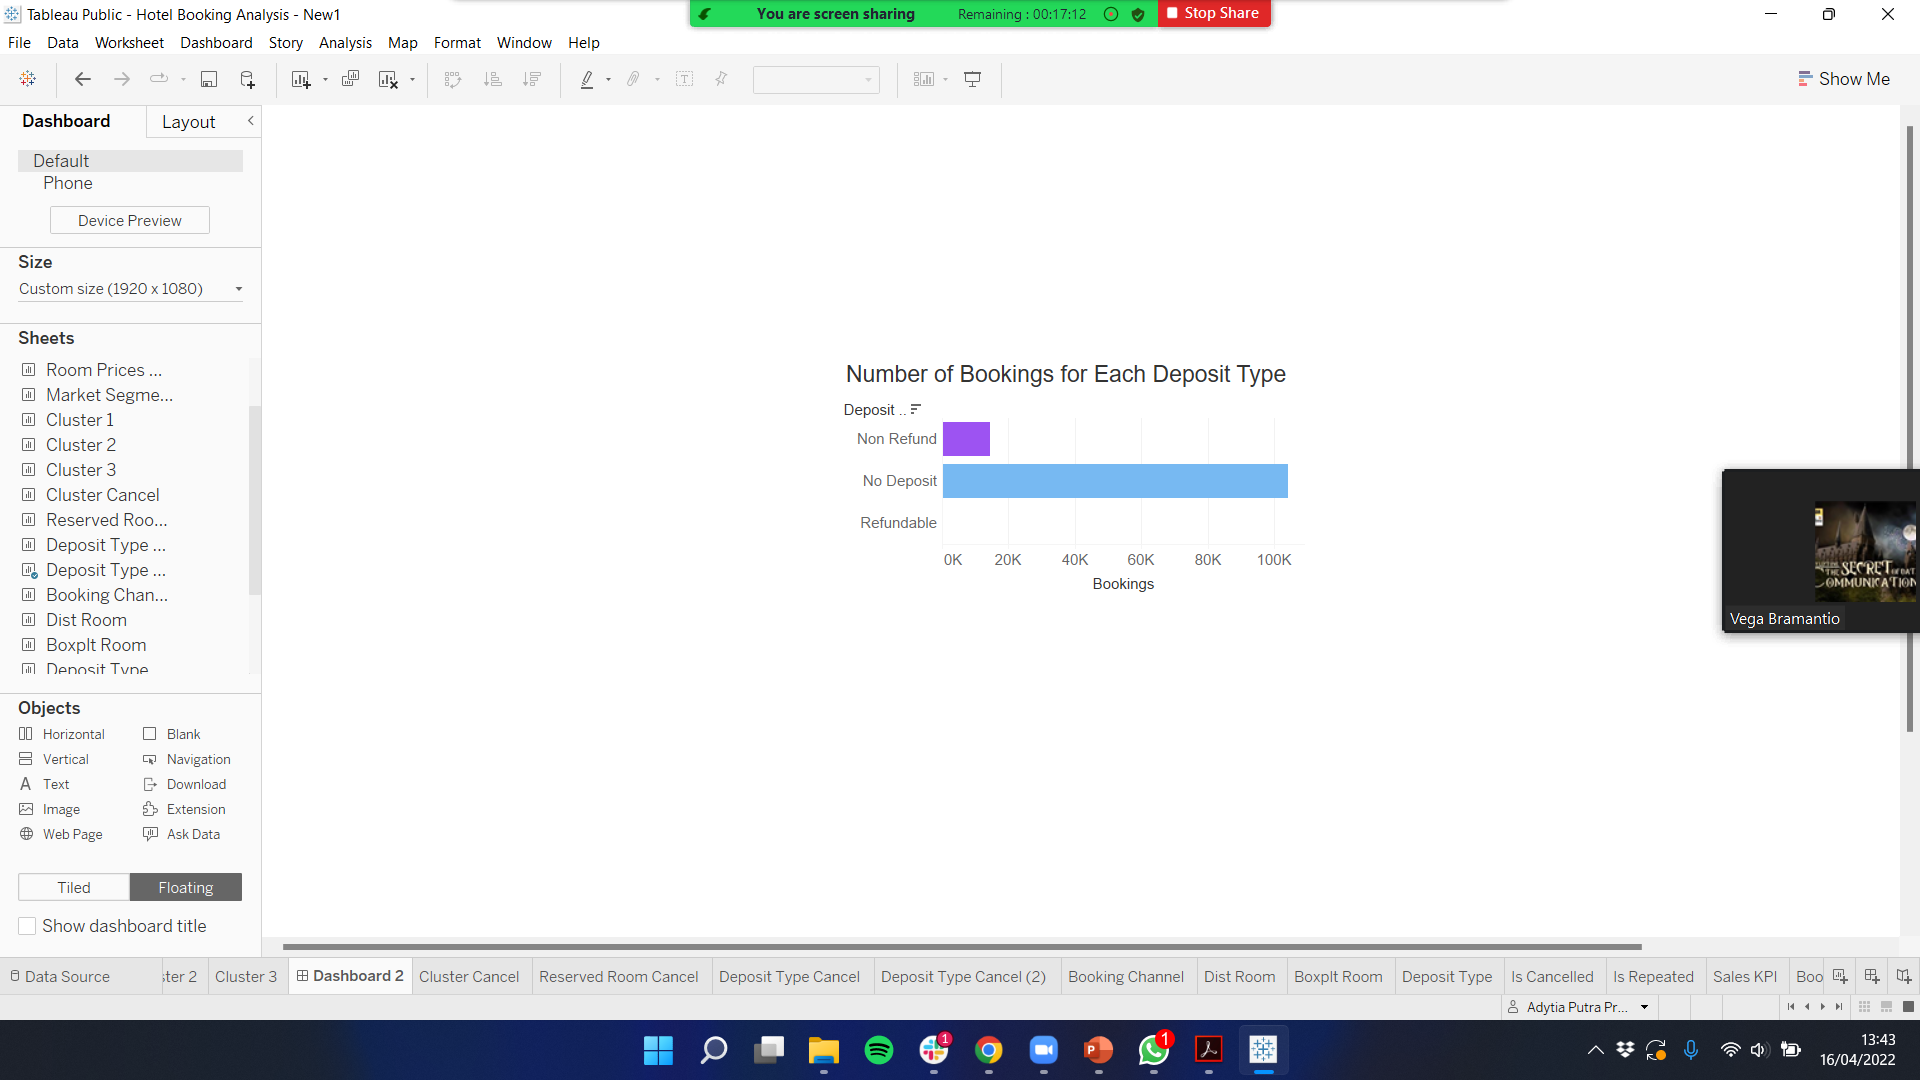 Tableau Public - Hotel Booking Analysis - New1
You are screen sharing
Remaining : 00:17:12
Stop Share
File Data Worksheet Dashboard Story Analysis Map Format Window Help
Show Me
Dashboard
Layout
Default
Phone
Device Preview
Size
Custom size (1920 x 1080)
Sheets
Room Prices ...
Market Segme...
Cluster 1
Cluster 2
Cluster 3
Cluster Cancel
Reserved Roo...
Deposit Type ...
Deposit Type ...
Booking Chan...
Dist Room
Boxplt Room
Deposit Type
Objects
Horizontal Blank
Vertical Navigation
Text Download
Image Extension
Web Page Ask Data
Tiled Floating
Show dashboard title
Number of Bookings for Each Deposit Type
Deposit ..
Non Refund
No Deposit
Refundable
0K 20K 40K 60K 80K 100K
Bookings
THE SECRET OF DAT
COMMUNICATION
Vega Bramantio
Data Source ster 2 Cluster 3 Dashboard 2 Cluster Cancel Reserved Room Cancel Deposit Type Cancel Deposit Type Cancel (2) Booking Channel Dist Room Boxplt Room Deposit Type Is Cancelled Is Repeated Sales KPI Boo
Adytia Putra Pr...
1
1
13:43
16/04/2022